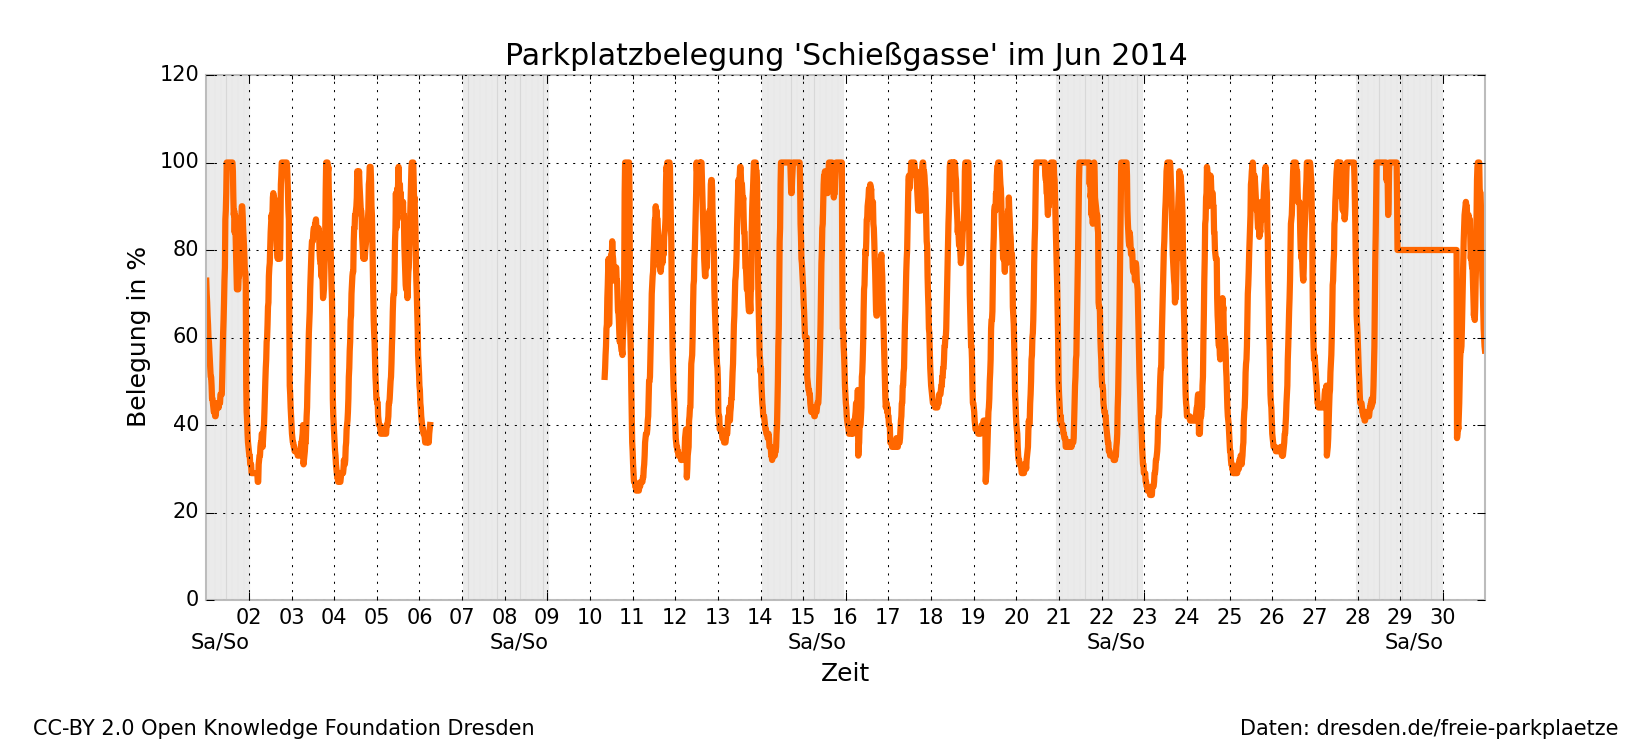 Parkplatzbelegung 'Schießgasse' im Jun 2014
120
100
80
60
40
20
0
Belegung in %
02 03 04 05 06 07 08 09 10 11 12 13 14 15 16 17 18 19 20 21 22 23 24 25 26 27 28 29 30
Sa/So Sa/So Sa/So Sa/So Sa/So
Zeit
CC-BY 2.0 Open Knowledge Foundation Dresden
Daten: dresden.de/freie-parkplaetze